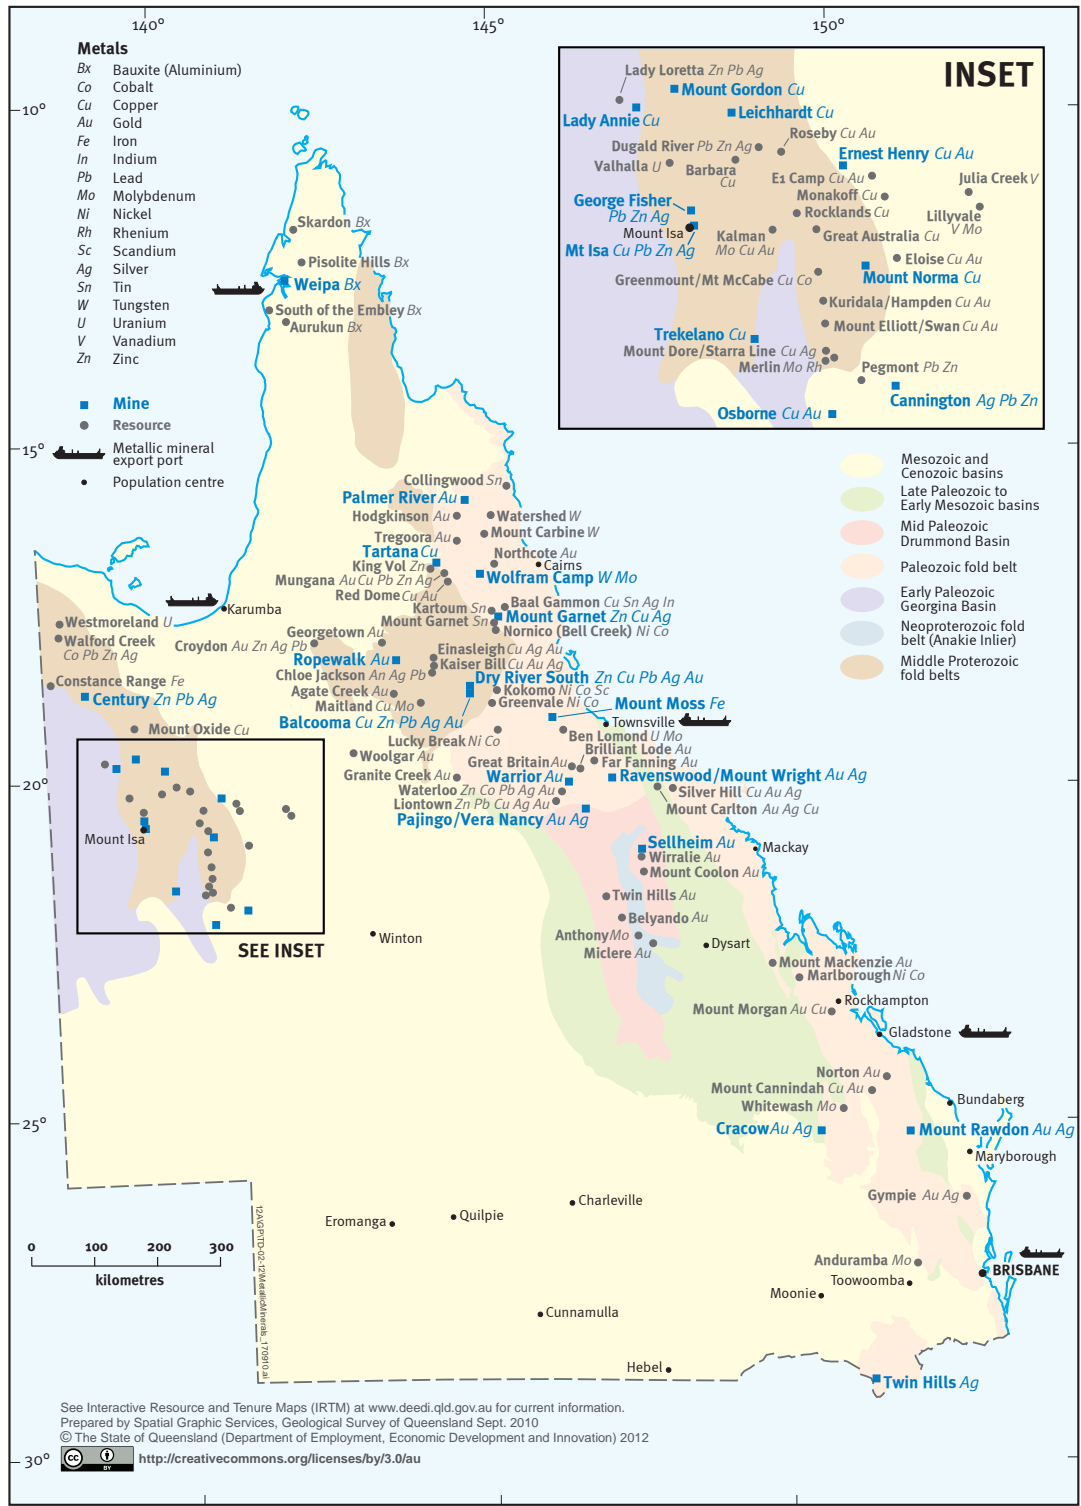 140°
145°
150°
10°
15°
20°
25°
30°
Metals
Bx Bauxite (Aluminium)
Co Cobalt
Cu Copper
Au Gold
Fe Iron
In Indium
Pb Lead
Mo Molybdenum
Ni Nickel
Rh Rhenium
Sc Scandium
Ag Silver
Sn Tin
W Tungsten
U Uranium
V Vanadium
Zn Zinc
Mine
Resource
Metallic mineral
export port
Population centre
INSET
Lady Loretta Zn Pb Ag
Mount Gordon Cu
Lady Annie Cu
Leichhardt Cu
Roseby Cu Au
Dugald River Pb Zn Ag
Ernest Henry Cu Au
Valhalla U
Barbara
Cu
E1 Camp Cu Au
Julia Creek V
Monakoff Cu
George Fisher
Pb Zn Ag
Rocklands Cu
Lillyvale
V Mo
Mount Isa
Kalman
Mo Cu Au
Great Australia Cu
Mt Isa Cu Pb Zn Ag
Eloise Cu Au
Greenmount/Mt McCabe Cu Co
Mount Norma Cu
Kuridala/Hampden Cu Au
Mount Elliott/Swan Cu Au
Trekelano Cu
Mount Dore/Starra Line Cu Ag
Merlin Mo Rh
Pegmont Pb Zn
Cannington Ag Pb Zn
Osborne Cu Au
Mesozoic and
Cenozoic basins
Late Paleozoic to
Early Mesozoic basins
Mid Paleozoic
Drummond Basin
Paleozoic fold belt
Early Paleozoic
Georgina Basin
Neoproterozoic fold
belt (Anakie Inlier)
Middle Proterozoic
fold belts
Skardon Bx
Pisolite Hills Bx
Weipa Bx
South of the Embley Bx
Aurukun Bx
Collingwood Sn
Palmer River Au
Hodgkinson Au
Watershed W
Tregoora Au
Mount Carbine W
Tartana Cu
Northcote Au
King Vol Zn
Cairns
Mungana Au Cu Pb Zn Ag
Wolfram Camp W Mo
Red Dome Cu Au
Kartoum Sn
Baal Gammon Cu Sn Ag In
Mount Garnet Sn
Mount Garnet Zn Cu Ag
Nornico (Bell Creek) Ni Co
Karumba
Westmoreland U
Walford Creek
Co Pb Zn Ag
Georgetown Au
Croydon Au Zn Ag Pb
Einasleigh Cu Ag Au
Ropewalk Au
Kaiser Bill Cu Au Ag
Chloe Jackson An Ag Pb
Dry River South Zn Cu Pb Ag Au
Constance Range Fe
Century Zn Pb Ag
Agate Creek Au
Kokomo Ni Co Sc
Maitland Cu Mo
Greenvale Ni Co
Mount Moss Fe
Balcooma Cu Zn Pb Ag Au
Townsville
Mount Oxide Cu
Lucky Break Ni Co
Ben Lomond U Mo
Woolgar Au
Brilliant Lode Au
Great Britain Au
Far Fanning Au
Granite Creek Au
Warrior Au
Ravenswood/Mount Wright Au Ag
Waterloo Zn Co Pb Ag Au
Silver Hill Cu Au Ag
Liontown Zn Pb Cu Ag Au
Mount Carlton Au Ag Cu
Pajingo/Vera Nancy Au Ag
Mount Isa
SEE INSET
Sellheim Au
Mackay
Wirralie Au
Mount Coolon Au
Twin Hills Au
Belyando Au
Anthony Mo
Miclere Au
Dysart
Winton
Mount Mackenzie Au
Marlborough Ni Co
Rockhampton
Mount Morgan Au Cu
Gladstone
Norton Au
Mount Cannindah Cu Au
Whitewash Mo
Bundaberg
Cracow Au Ag
Mount Rawdon Au Ag
Maryborough
Gympie Au Ag
Charleville
Quilpie
Eromanga
Anduramba Mo
BRISBANE
Toowoomba
Moonie
Cunnamulla
Hebel
Twin Hills Ag
0 100 200 300
kilometres
12A\GP\TD-02-12\MetallicMinerals_170910.ai
See Interactive Resource and Tenure Maps (IRTM) at www.deedi.qld.gov.au for current information.
Prepared by Spatial Graphic Services, Geological Survey of Queensland Sept. 2010
© The State of Queensland (Department of Employment, Economic Development and Innovation) 2012
cc BY
http://creativecommons.org/licenses/by/3.0/au